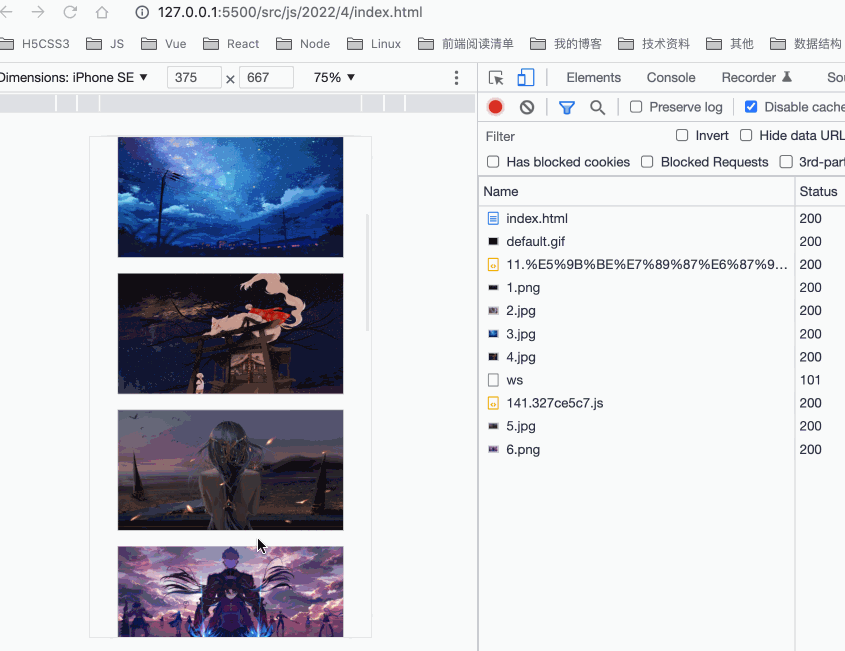 127.0.0.1:5500/src/js/2022/4/index.html
H5CSS3 JS Vue React Node Linux 前端阅读清单 我的博客 技术资料 其他 数据结构
Dimensions: iPhone SE ▼ 375 × 667 75% ▼
Elements Console Recorder
Preserve log Disable cache
Filter Invert Hide data URL
Has blocked cookies Blocked Requests 3rd-part
Name Status
index.html 200
default.gif 200
11.%E5%9B%BE%E7%89%87%E6%87%9... 200
1.png 200
2.jpg 200
3.jpg 200
4.jpg 200
ws 101
141.327ce5c7.js 200
5.jpg 200
6.png 200